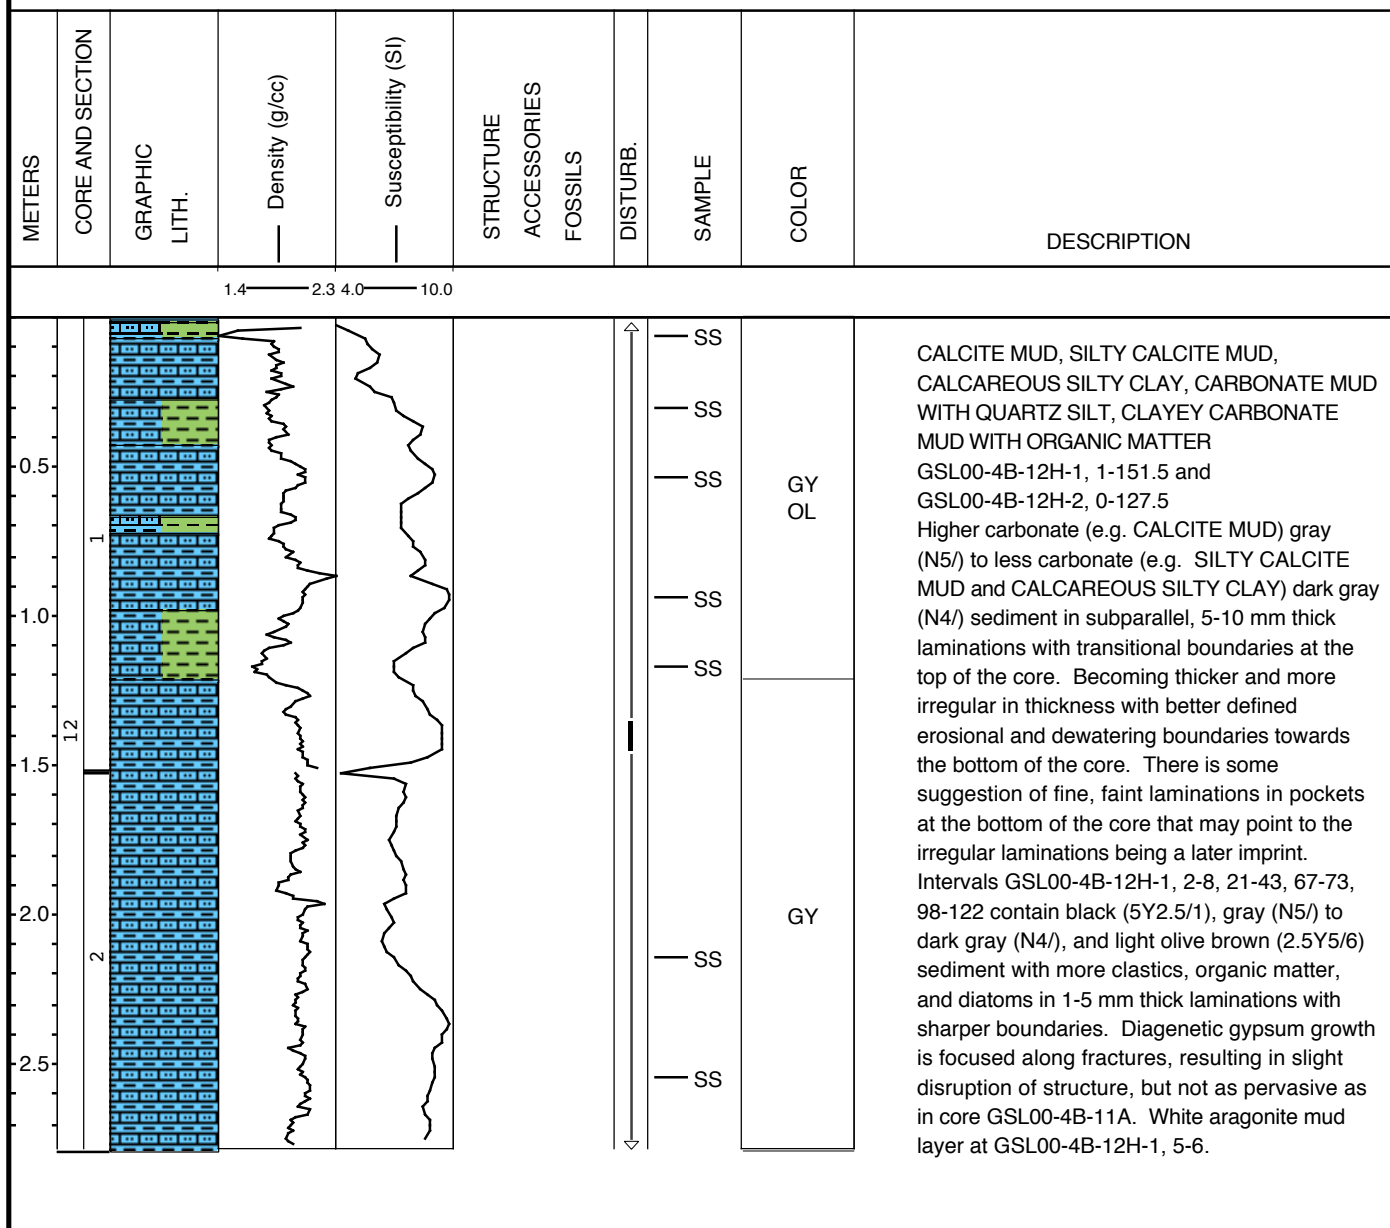 METERS
CORE AND SECTION
GRAPHIC
LITH.
Density (g/cc)
Susceptibility (SI)
STRUCTURE
ACCESSORIES
FOSSILS
DISTURB.
SAMPLE
COLOR
DESCRIPTION
1.4 2.3 4.0 10.0
0.5
1.0
1.5
2.0
2.5
12
1
2
SS
SS
SS
SS
SS
SS
SS
GY
OL
GY
CALCITE MUD, SILTY CALCITE MUD,
CALCAREOUS SILTY CLAY, CARBONATE MUD
WITH QUARTZ SILT, CLAYEY CARBONATE
MUD WITH ORGANIC MATTER
GSL00-4B-12H-1, 1-151.5 and
GSL00-4B-12H-2, 0-127.5
Higher carbonate (e.g. CALCITE MUD) gray
(N5/) to less carbonate (e.g. SILTY CALCITE
MUD and CALCAREOUS SILTY CLAY) dark gray
(N4/) sediment in subparallel, 5-10 mm thick
laminations with transitional boundaries at the
top of the core. Becoming thicker and more
irregular in thickness with better defined
erosional and dewatering boundaries towards
the bottom of the core. There is some
suggestion of fine, faint laminations in pockets
at the bottom of the core that may point to the
irregular laminations being a later imprint.
Intervals GSL00-4B-12H-1, 2-8, 21-43, 67-73,
98-122 contain black (5Y2.5/1), gray (N5/) to
dark gray (N4/), and light olive brown (2.5Y5/6)
sediment with more clastics, organic matter,
and diatoms in 1-5 mm thick laminations with
sharper boundaries. Diagenetic gypsum growth
is focused along fractures, resulting in slight
disruption of structure, but not as pervasive as
in core GSL00-4B-11A. White aragonite mud
layer at GSL00-4B-12H-1, 5-6.